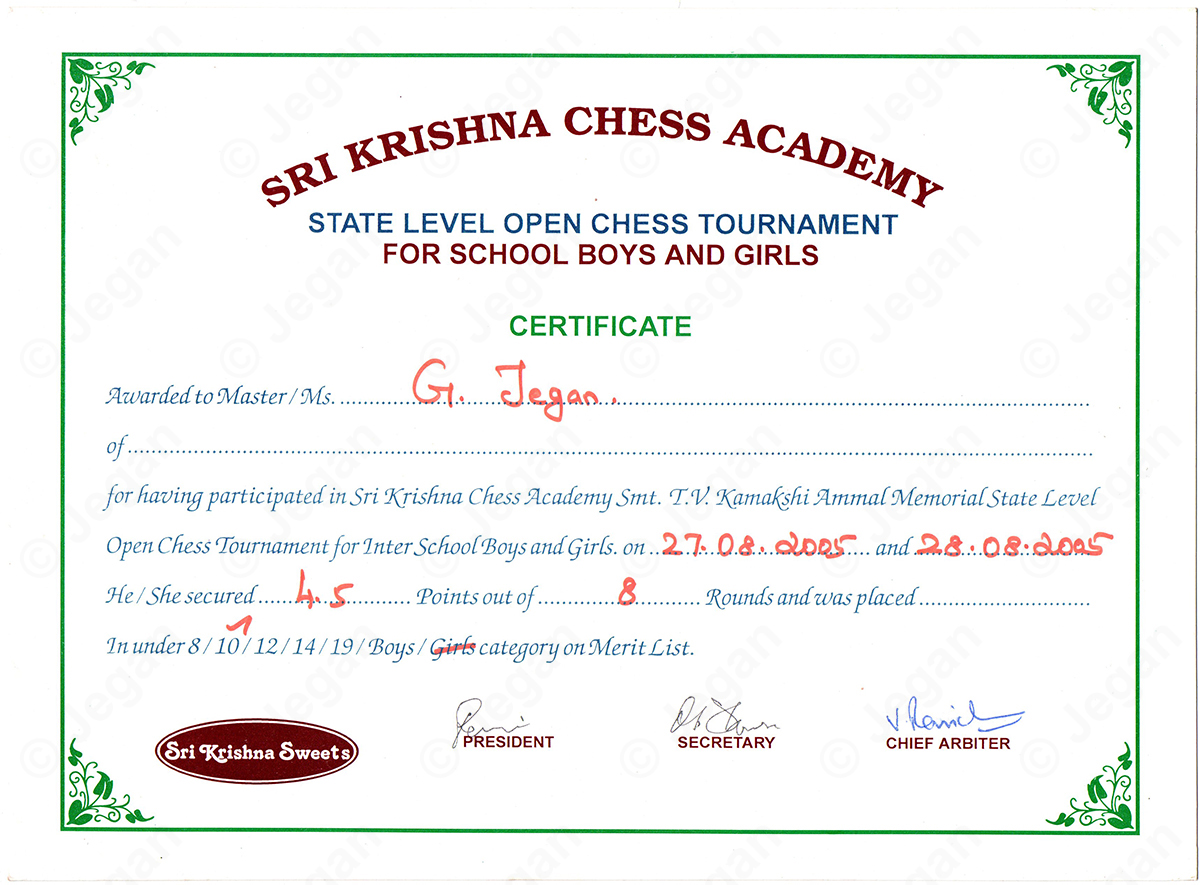 SRI KRISHNA CHESS ACADEMY
STATE LEVEL OPEN CHESS TOURNAMENT
FOR SCHOOL BOYS AND GIRLS
CERTIFICATE
Awarded to Master / Ms. G. Jegan.
of
for having participated in Sri Krishna Chess Academy Smt. T.V. Kamakshi Ammal Memorial State Level
Open Chess Tournament for Inter School Boys and Girls. on 27.08.2005 and 28.08.2005
He / She secured 4.5 Points out of 8 Rounds and was placed
In under 8 / 10 / 12 / 14 / 19 / Boys / Girls category on Merit List.
Sri Krishna Sweets
PRESIDENT
SECRETARY
CHIEF ARBITER
© Jegan